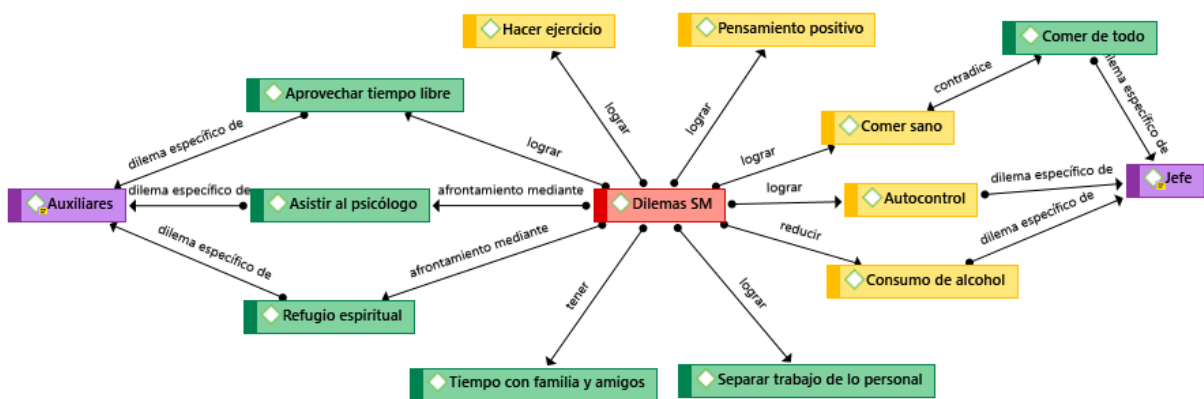 Hacer ejercicio
Pensamiento positivo
Comer de todo
Aprovechar tiempo libre
lograr
lograr
contradice
dilema específico de
dilema específico de
lograr
Comer sano
lograr
Auxiliares
dilema específico de
Asistir al psicólogo
afrontamiento mediante
Dilemas SM
lograr
Autocontrol
dilema específico de
Jefe
dilema específico de
afrontamiento mediante
reducir
dilema específico de
Refugio espiritual
Consumo de alcohol
tener
lograr
Tiempo con familia y amigos
Separar trabajo de lo personal